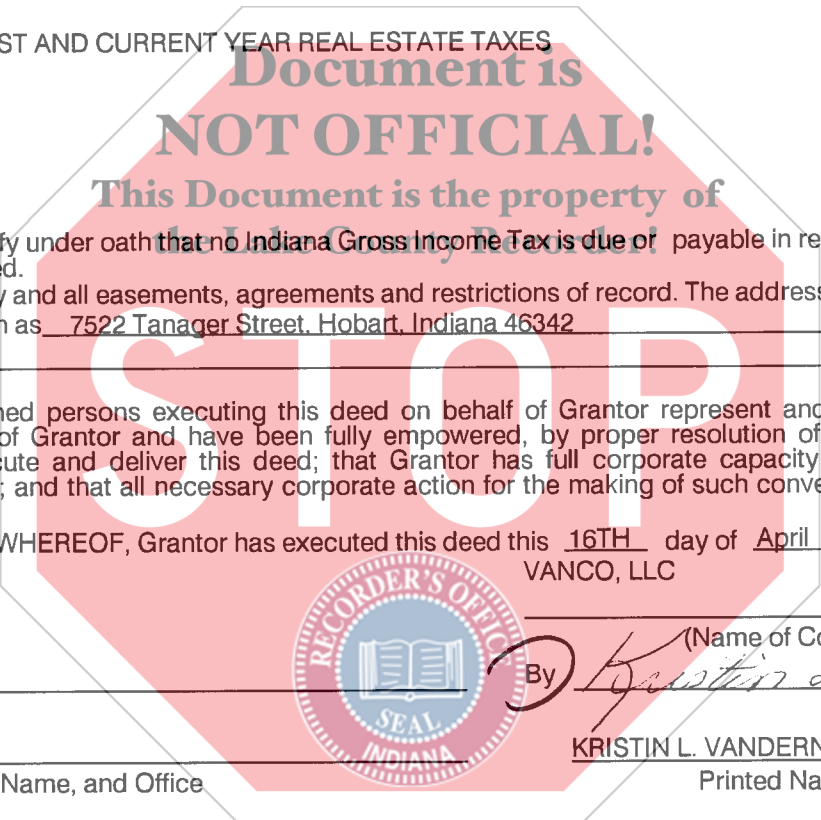 ST AND CURRENT YEAR REAL ESTATE TAXES
Document is
NOT OFFICIAL!
This Document is the property of
the Lake County Recorder!
fy under oath that no Indiana Gross Income Tax is due or payable in re
d.
y and all easements, agreements and restrictions of record. The address
n as 7522 Tanager Street, Hobart, Indiana 46342
STOP
ned persons executing this deed on behalf of Grantor represent and
of Grantor and have been fully empowered, by proper resolution of
cute and deliver this deed; that Grantor has full corporate capacity
; and that all necessary corporate action for the making of such conve
WHEREOF, Grantor has executed this deed this 16TH day of April
VANCO, LLC
(Name of Co
RECORDER'S OFFICE
SEAL
INDIANA
By Kristin
KRISTIN L. VANDERN
Name, and Office
Printed Na